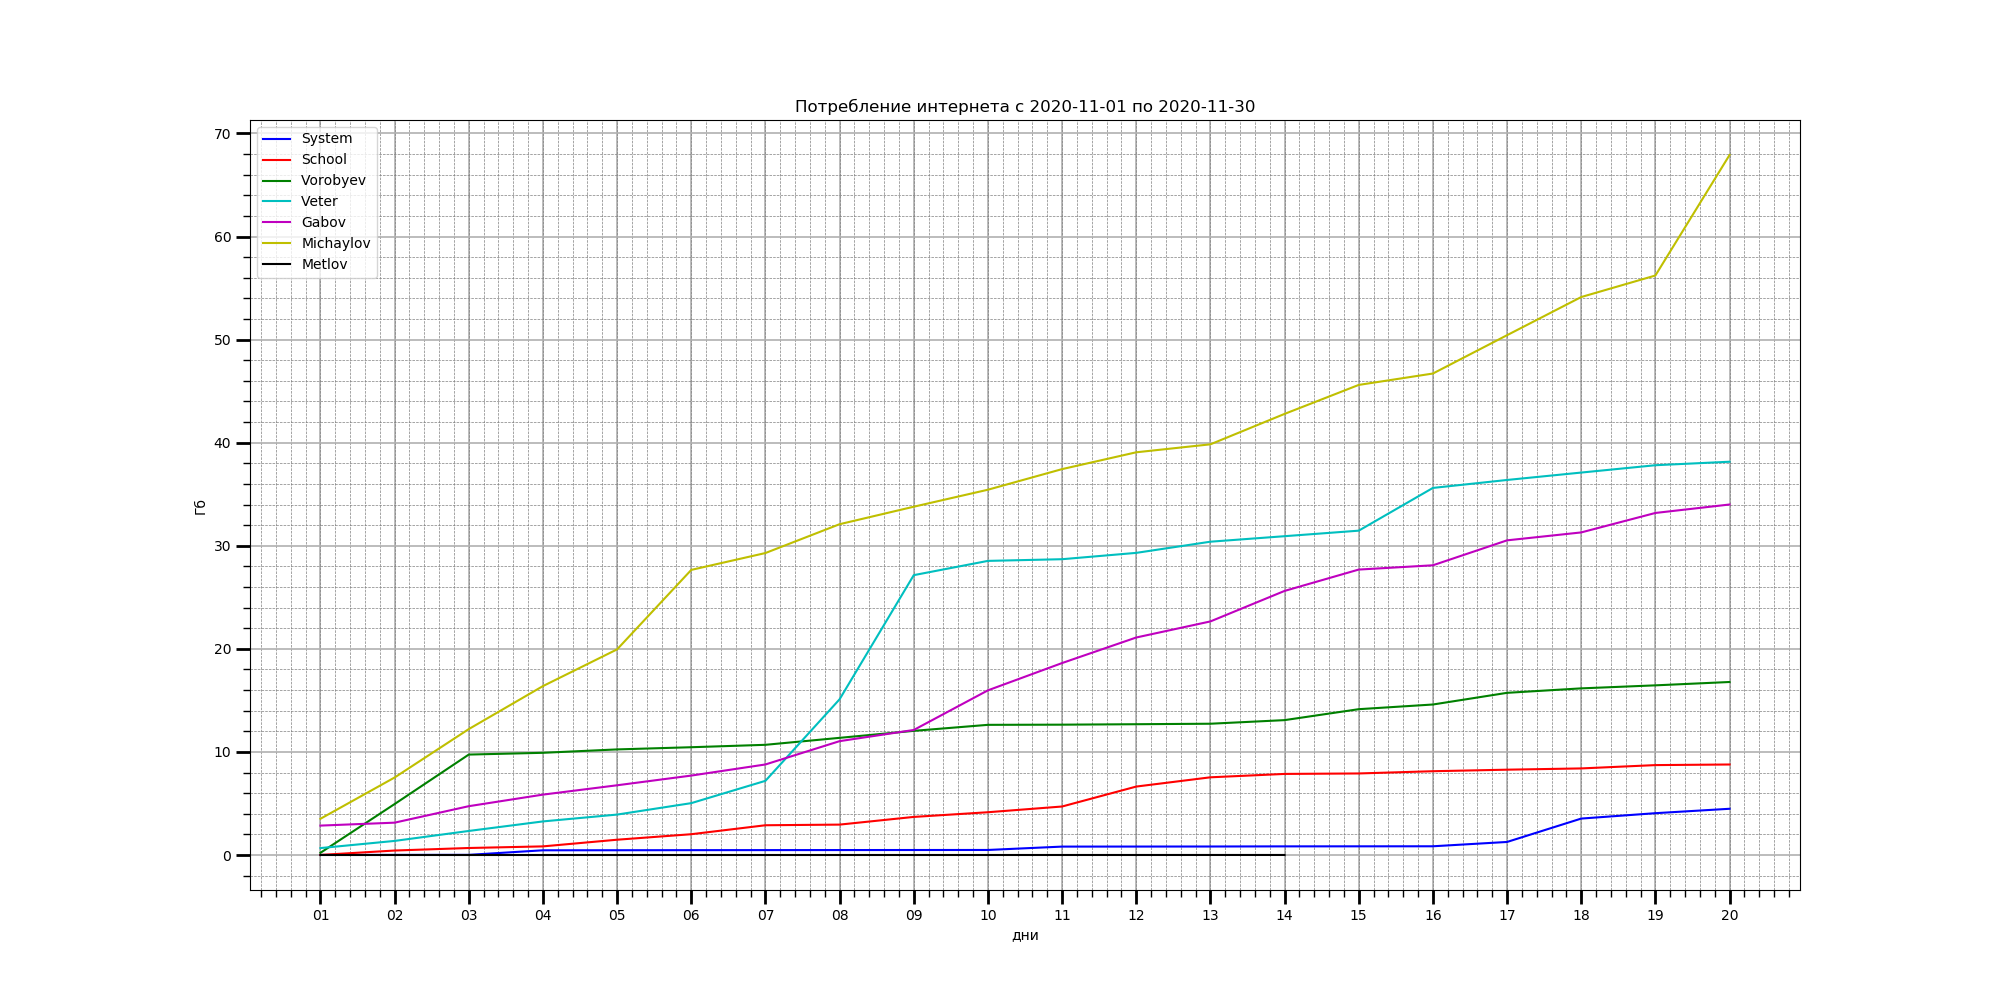 Потребление интернета с 2020-11-01 по 2020-11-30
70
60
50
40
30
20
10
0
Гб
System
School
Vorobyev
Veter
Gabov
Michaylov
Metlov
01 02 03 04 05 06 07 08 09 10 11 12 13 14 15 16 17 18 19 20
дни